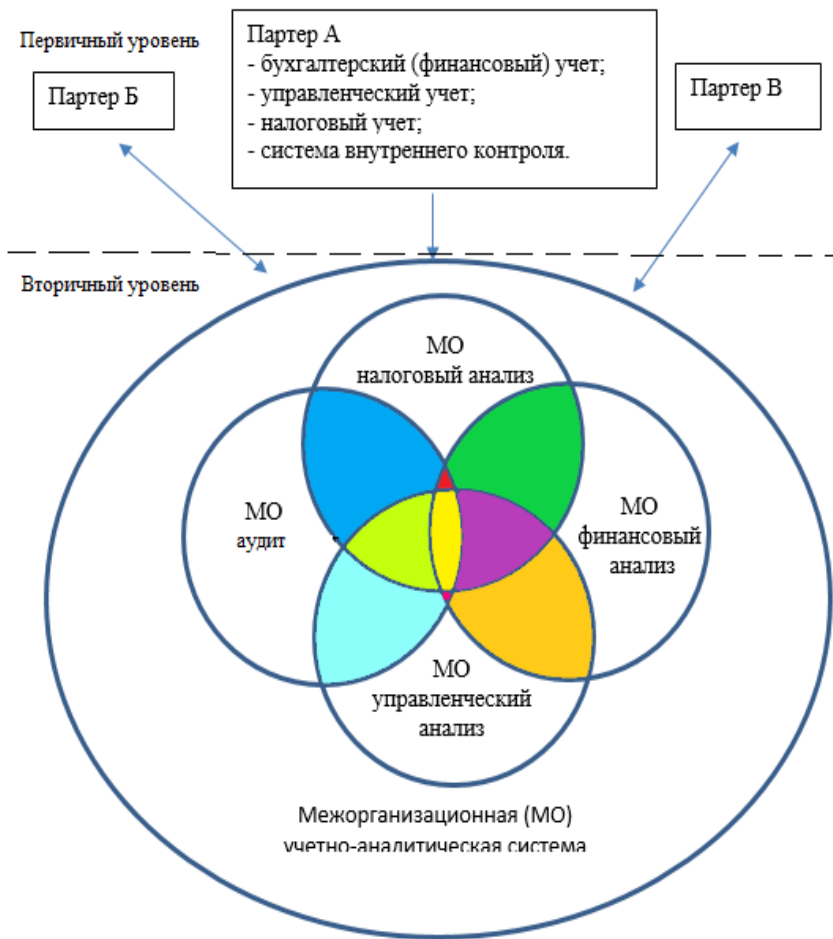 Первичный уровень
Партер А
- бухгалтерский (финансовый) учет;
- управленческий учет;
- налоговый учет;
- система внутреннего контроля.
Партер Б
Партер В
Вторичный уровень
МО
налоговый анализ
МО
аудит
МО
финансовый
анализ
МО
управленческий
анализ
Межорганизационная (МО)
учетно-аналитическая система